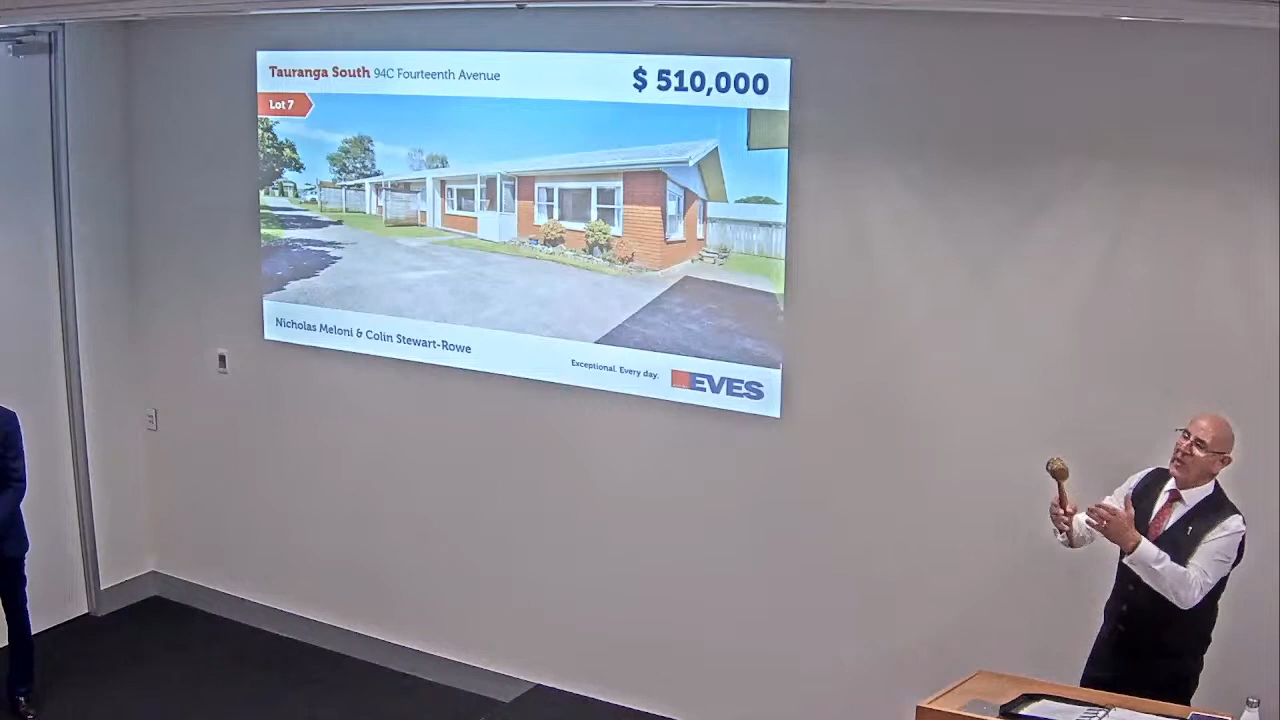 Tauranga South 94C Fourteenth Avenue
$ 510,000
Lot 7
Nicholas Meloni & Colin Stewart-Rowe
Exceptional. Every day.
EVES